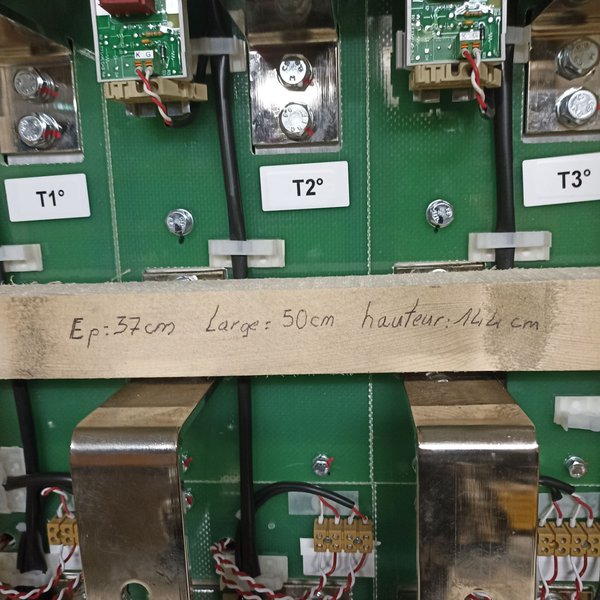 K G
K G
T1°
T2°
T3°
Ep: 37cm Large: 50cm hauteur: 144 cm